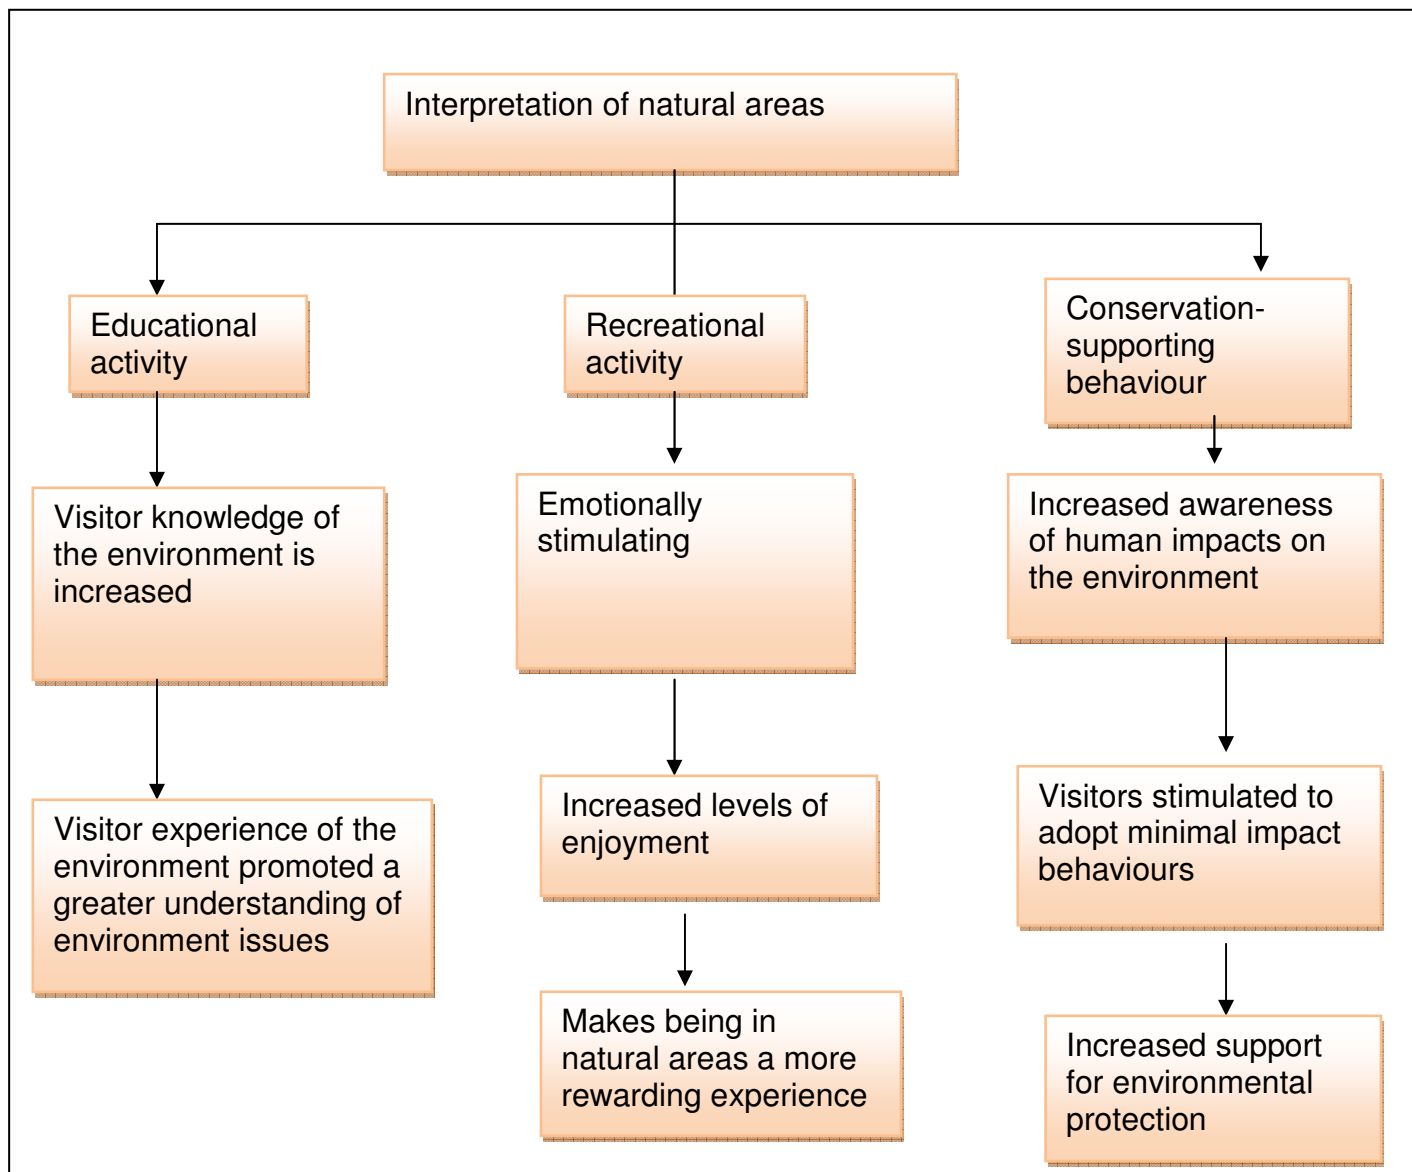 Interpretation of natural areas
Educational
activity
Visitor knowledge of
the environment is
increased
Visitor experience of the
environment promoted a
greater understanding of
environment issues
Recreational
activity
Emotionally
stimulating
Increased levels of
enjoyment
Makes being in
natural areas a more
rewarding experience
Conservation-
supporting
behaviour
Increased awareness
of human impacts on
the environment
Visitors stimulated to
adopt minimal impact
behaviours
Increased support
for environmental
protection